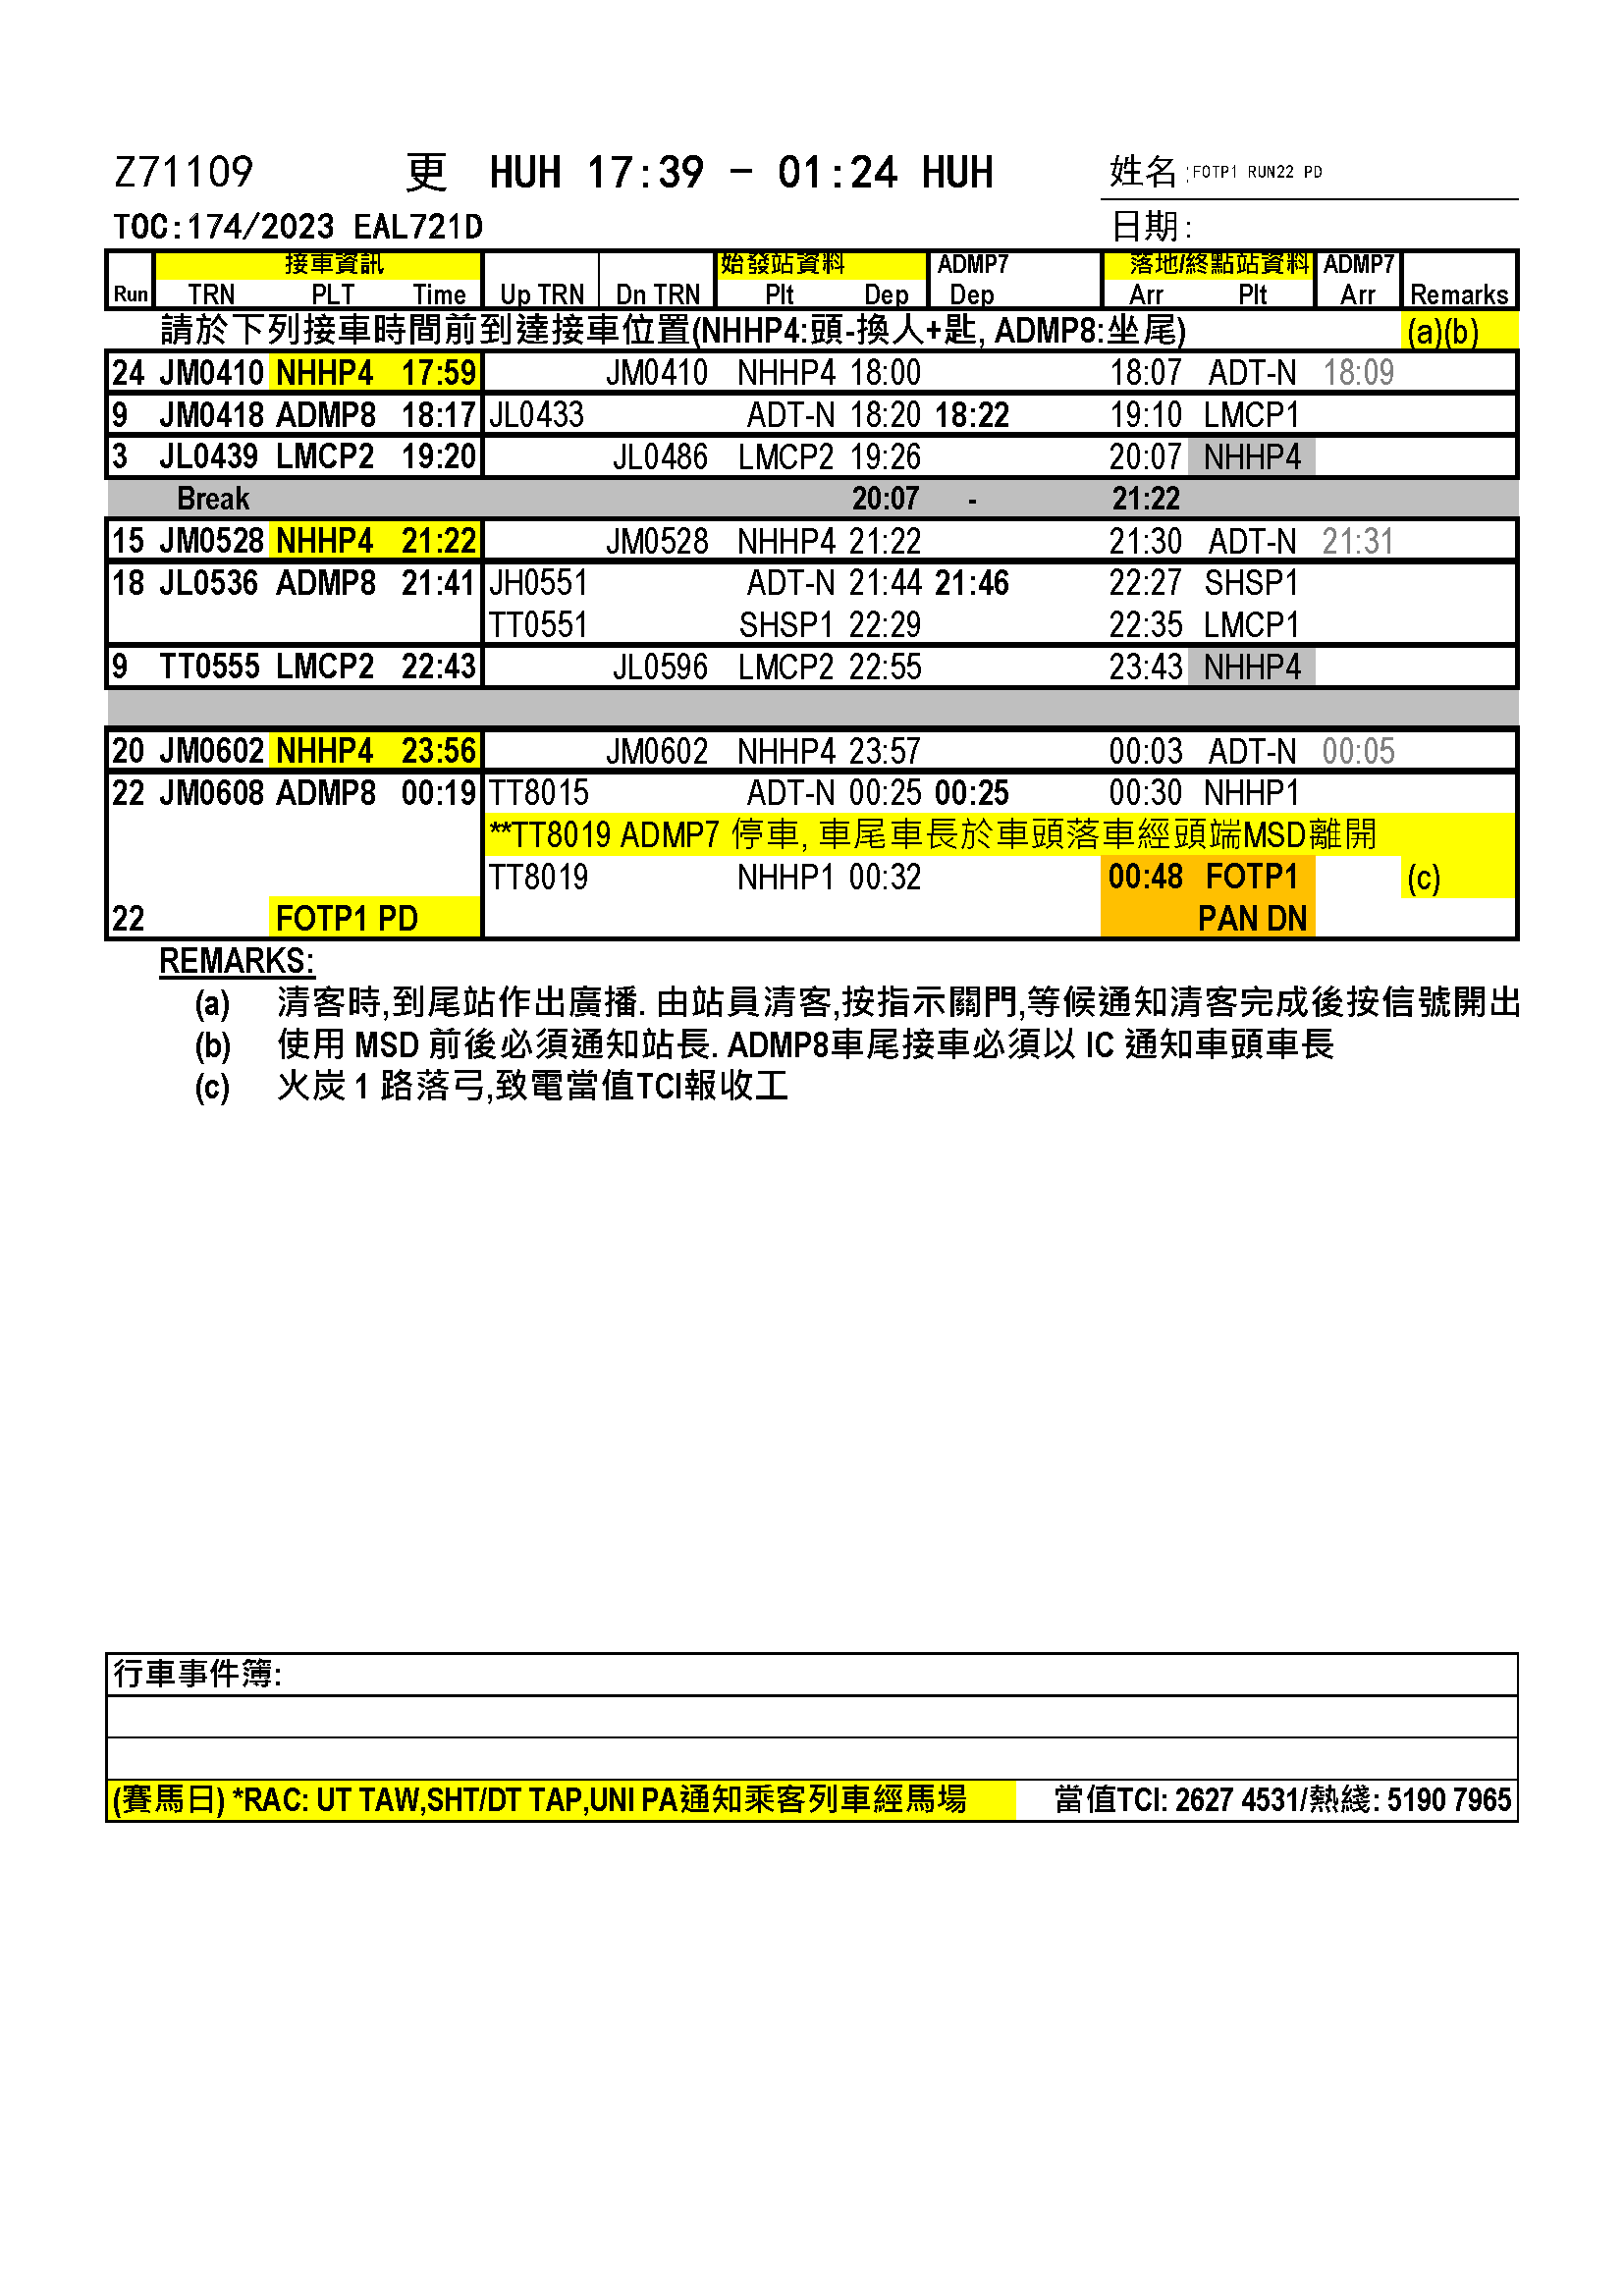 Z71109 更 HUH 17:39 - 01:24 HUH 姓名:FOTP1 RUN22 PD
TOC:174/2023 EAL721D 日期:
接車資訊 始發站資料 ADMP7 落地/終點站資料 ADMP7
Run TRN PLT Time Up TRN Dn TRN Plt Dep Dep Arr Plt Arr Remarks
請於下列接車時間前到達接車位置(NHHP4:頭-換人+匙, ADMP8:坐尾) (a)(b)
24 JM0410 NHHP4 17:59 JM0410 NHHP4 18:00 18:07 ADT-N 18:09
9 JM0418 ADMP8 18:17 JL0433 ADT-N 18:20 18:22 19:10 LMCP1
3 JL0439 LMCP2 19:20 JL0486 LMCP2 19:26 20:07 NHHP4
Break 20:07 - 21:22
15 JM0528 NHHP4 21:22 JM0528 NHHP4 21:22 21:30 ADT-N 21:31
18 JL0536 ADMP8 21:41 JH0551 ADT-N 21:44 21:46 22:27 SHSP1
TT0551 SHSP1 22:29 22:35 LMCP1
9 TT0555 LMCP2 22:43 JL0596 LMCP2 22:55 23:43 NHHP4
20 JM0602 NHHP4 23:56 JM0602 NHHP4 23:57 00:03 ADT-N 00:05
22 JM0608 ADMP8 00:19 TT8015 ADT-N 00:25 00:25 00:30 NHHP1
**TT8019 ADMP7 停車, 車尾車長於車頭落車經頭端MSD離開
TT8019 NHHP1 00:32 00:48 FOTP1 (c)
22 FOTP1 PD PAN DN
REMARKS:
(a) 清客時,到尾站作出廣播. 由站員清客,按指示關門,等候通知清客完成後按信號開出
(b) 使用 MSD 前後必須通知站長. ADMP8車尾接車必須以 IC 通知車頭車長
(c) 火炭 1 路落弓,致電當值TCI報收工
行車事件簿:
(賽馬日) *RAC: UT TAW,SHT/DT TAP,UNI PA通知乘客列車經馬場 當值TCI: 2627 4531/熱綫: 5190 7965